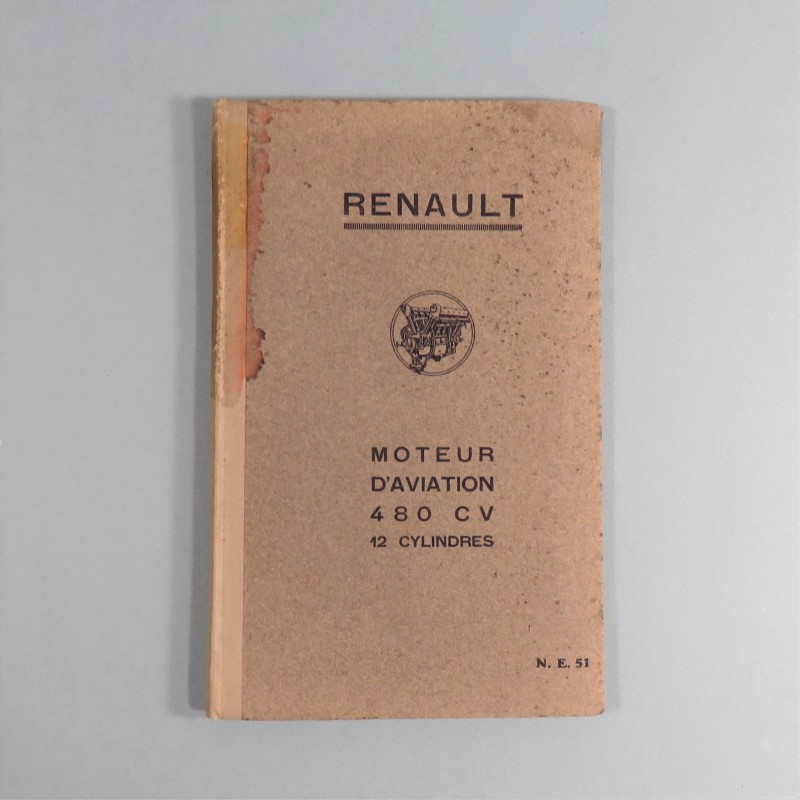 RENAULT
MOTEUR
D'AVIATION
480 CV
12 CYLINDRES
N. E. 51